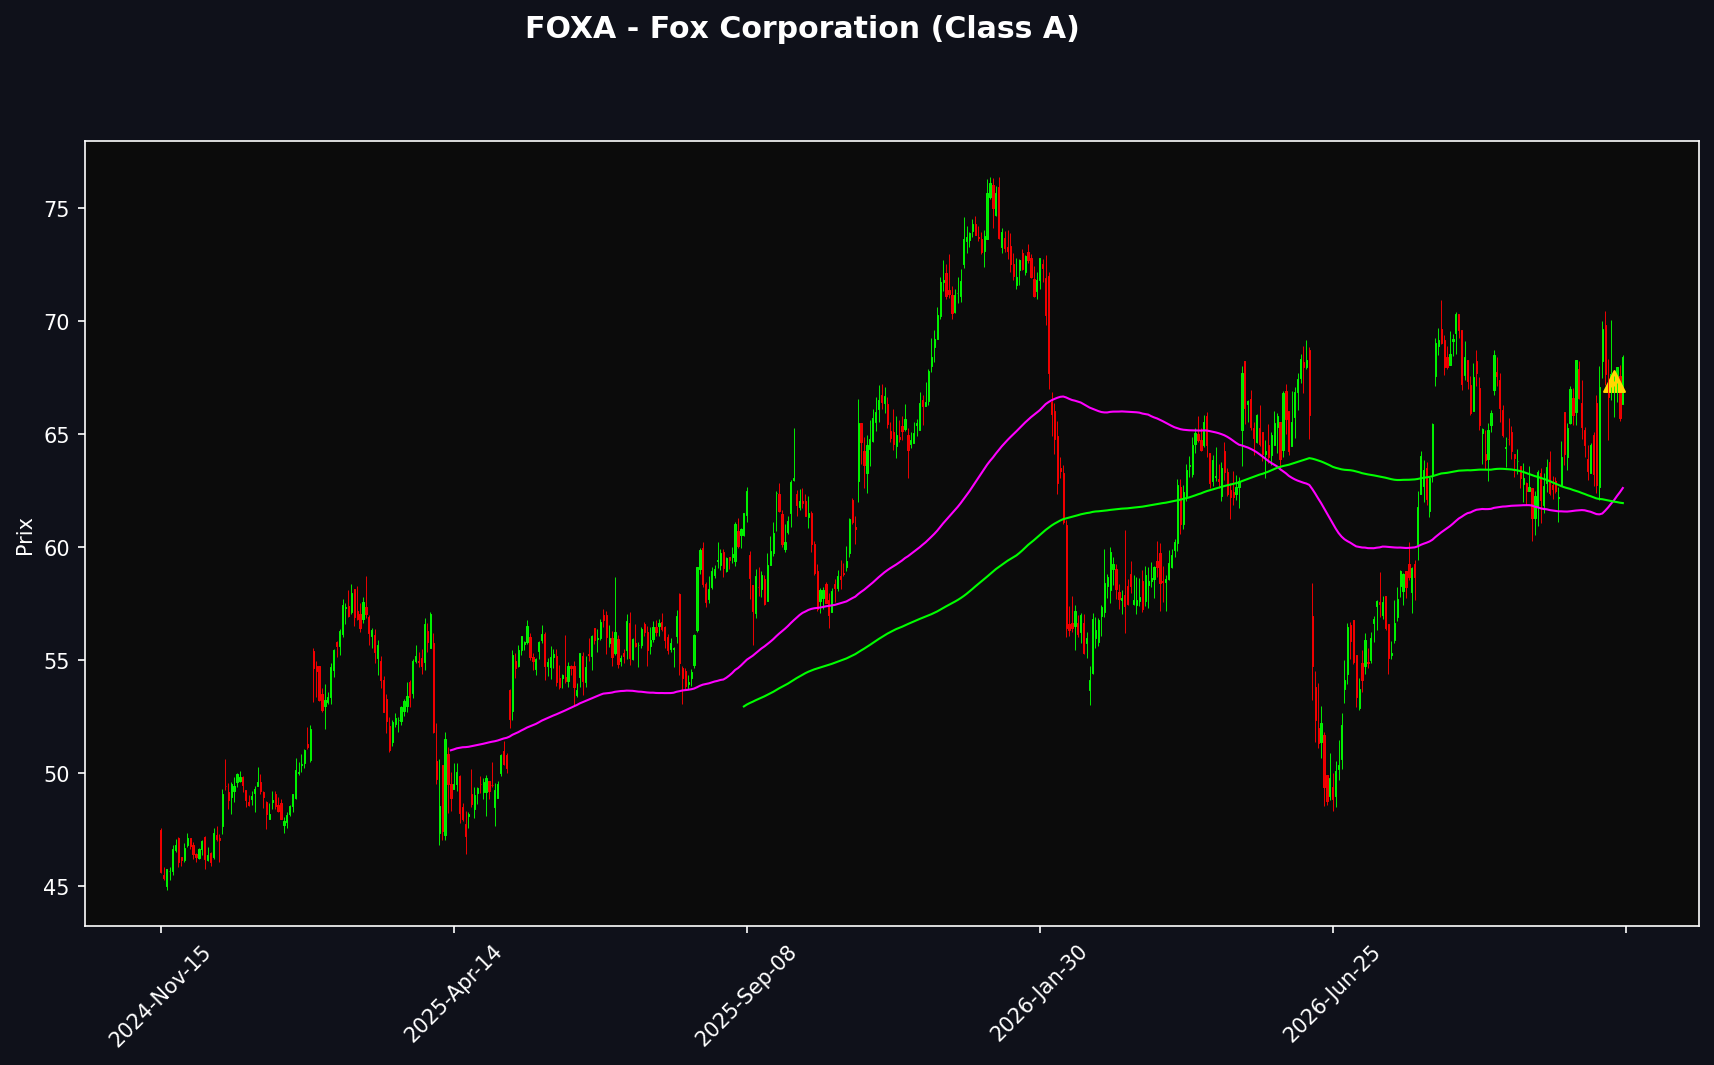 FOXA - Fox Corporation (Class A)
Prix
75
70
65
60
55
50
45
2024-Nov-15
2025-Apr-14
2025-Sep-08
2026-Jan-30
2026-Jun-25